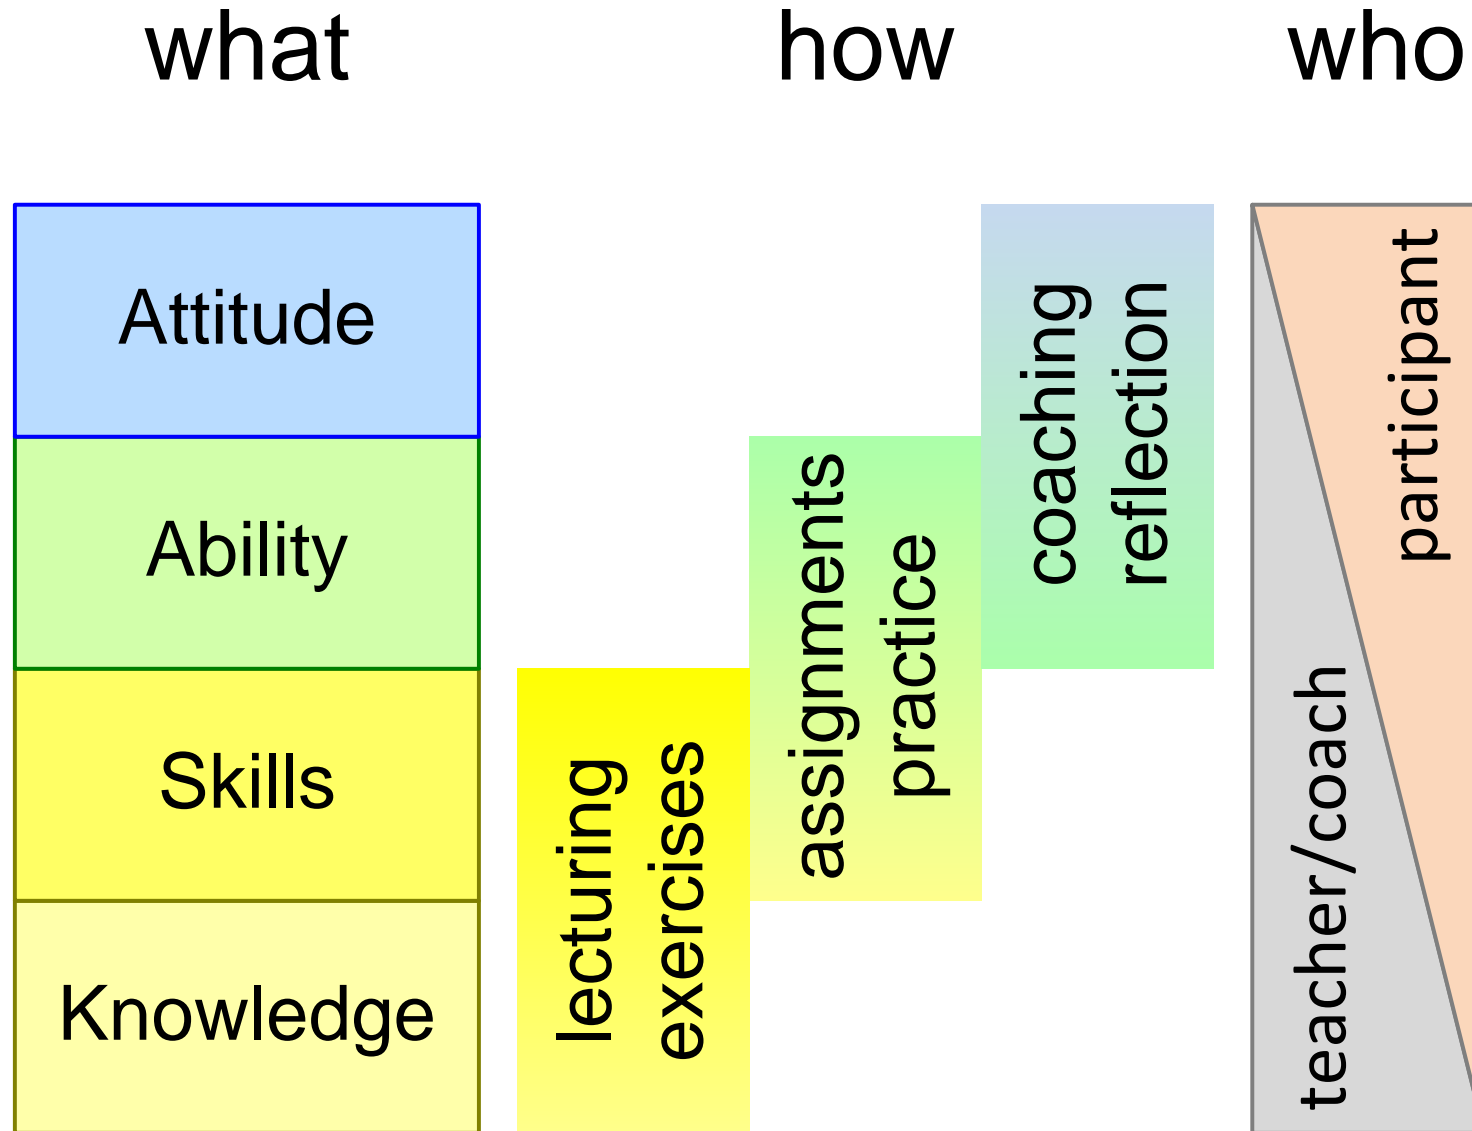 what
how
who
Attitude
Ability
Skills
Knowledge
lecturing
exercises
assignments
practice
coaching
reflection
teacher/coach
participant